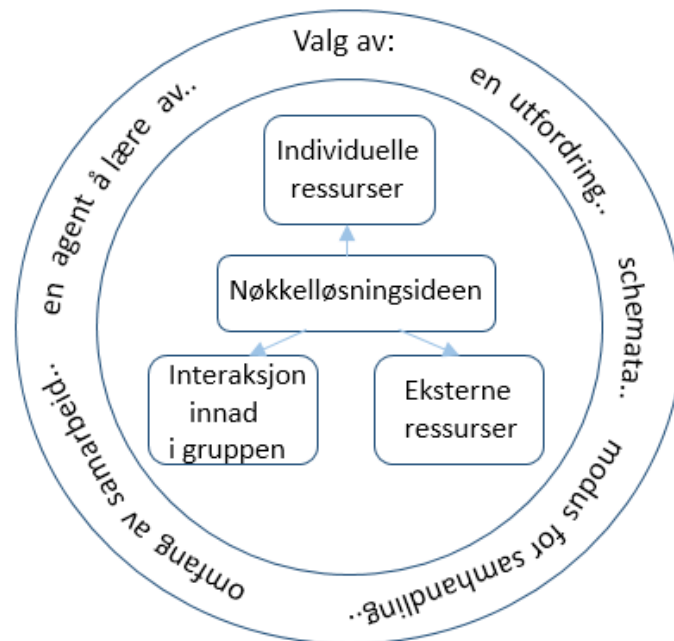 Valg av:
en utfordring..
schemata..
modus for samhandling..
omfang av samarbeid..
en agent å lære av..
Individuelle
ressurser
Nøkkelløsningsideen
Interaksjon
innad
i gruppen
Eksterne
ressurser